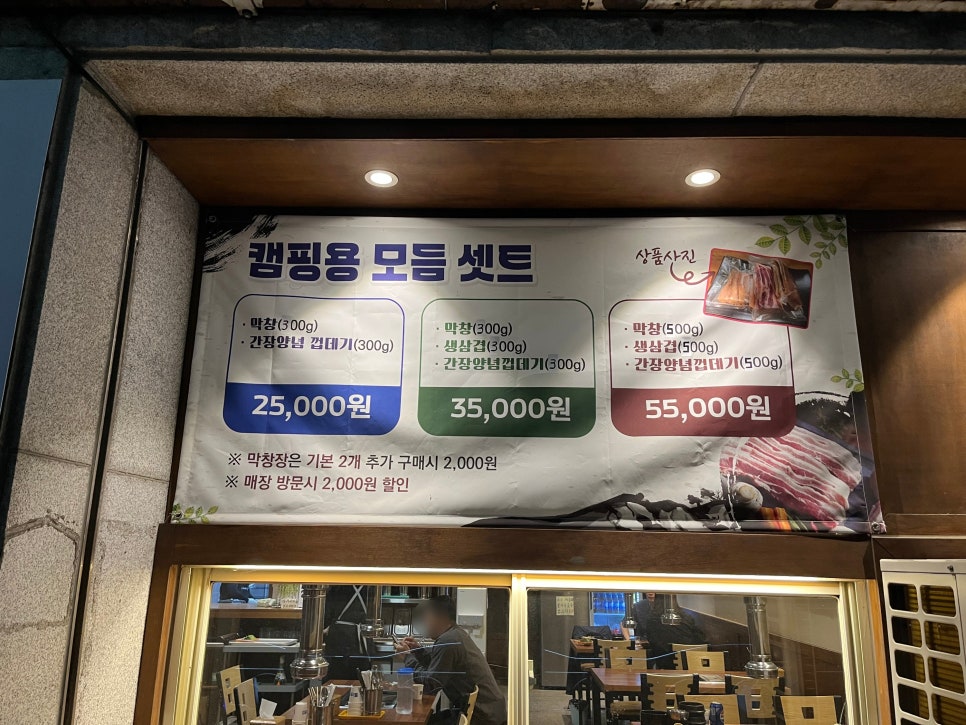 캠핑용 모듬 셋트
상품사진
· 막창(300g)
· 간장양념 껍데기(300g)
25,000원
· 막창(300g)
· 생삼겹(300g)
· 간장양념껍데기(300g)
35,000원
· 막창(500g)
· 생삼겹(500g)
· 간장양념껍데기(500g)
55,000원
※ 막창장은 기본 2개 추가 구매시 2,000원
※ 매장 방문시 2,000원 할인